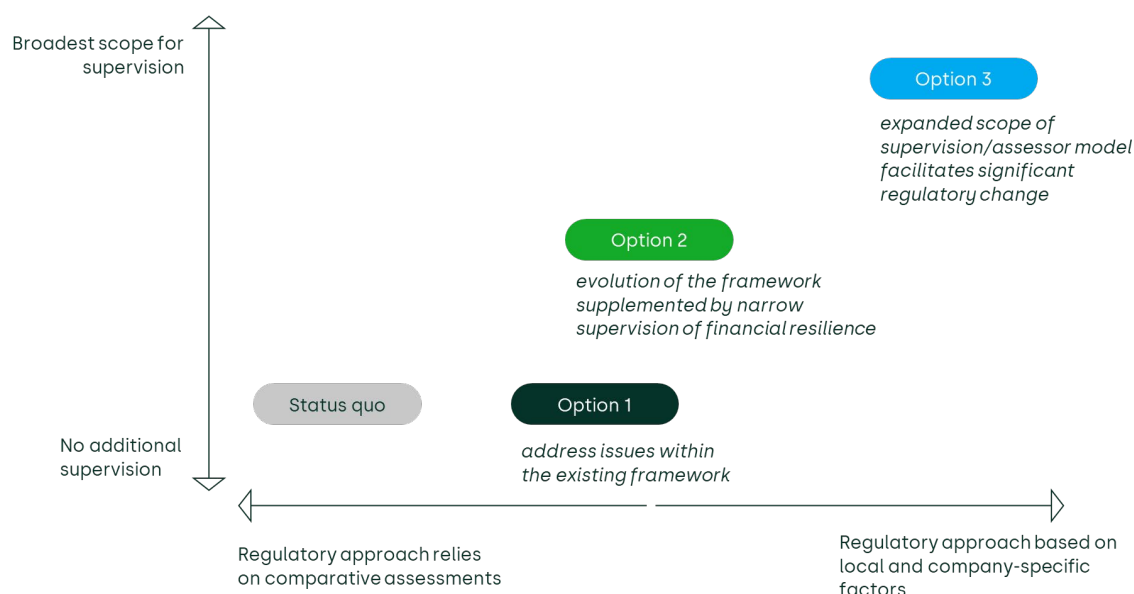 Broadest scope for
supervision
Option 3
expanded scope of
supervision/assessor model
facilitates significant
regulatory change
Option 2
evolution of the framework
supplemented by narrow
supervision of financial resilience
Status quo
Option 1
address issues within
the existing framework
No additional
supervision
Regulatory approach relies
on comparative assessments
Regulatory approach based on
local and company-specific
factors